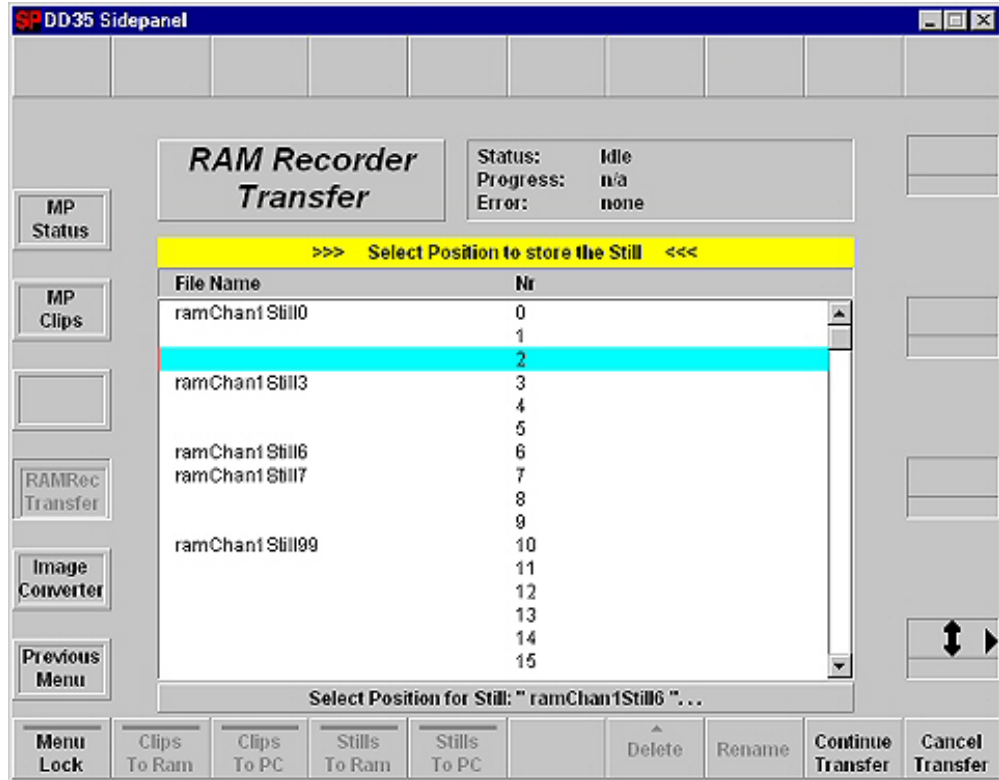 SP DD35 Sidepanel
RAM Recorder
Transfer
Status: Idle
Progress: n/a
Error: none
MP
Status
MP
Clips
RAMRec
Transfer
Image
Converter
Previous
Menu
>>> Select Position to store the Still <<<
File Name Nr
ramChan1Still0 0
1
2
ramChan1Still3 3
4
5
ramChan1Still6 6
ramChan1Still7 7
8
9
ramChan1Still99 10
11
12
13
14
15
Select Position for Still: " ramChan1Still6 "...
Menu
Lock
Clips
To Ram
Clips
To PC
Stills
To Ram
Stills
To PC
Delete
Rename
Continue
Transfer
Cancel
Transfer